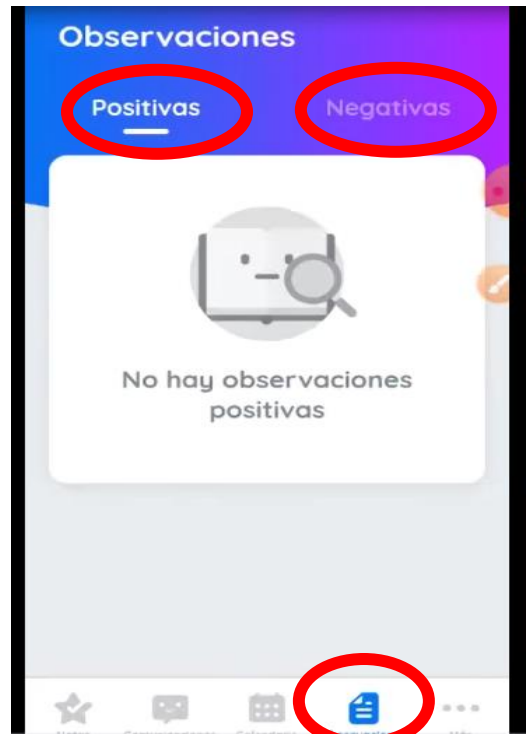 Observaciones
Positivas
Negativas
No hay observaciones
positivas